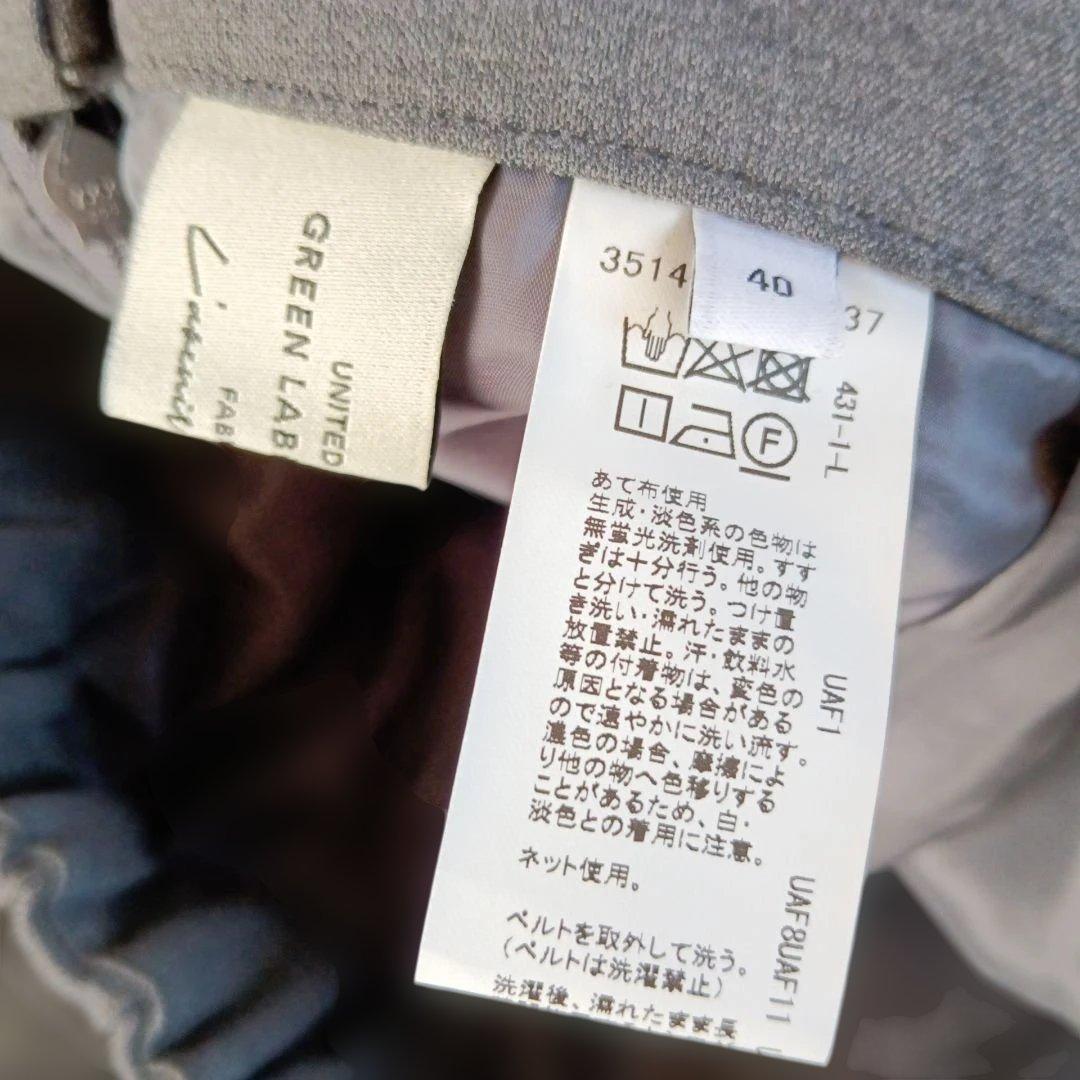 UNITED
GREEN LAB
FAB
3514
40
37
431-1-L
F
あて布使用
生成・淡色系の色物は
無蛍光洗剤使用。すす
ぎは十分行う。他の物
と分けて洗う。つけ置
き洗い・濡れたままの
放置禁止。汗・飲料水
等の付着物は、変色の
原因となる場合がある
ので速やかに洗い流す。
濃色の場合、摩擦によ
り他の物へ色移りする
ことがあるため、白・
淡色との着用に注意。
ネット使用。
ベルトを取外して洗う。
(ベルトは洗濯禁止)
洗濯後、濡れたまま長
UAF1
UAF8UAF11